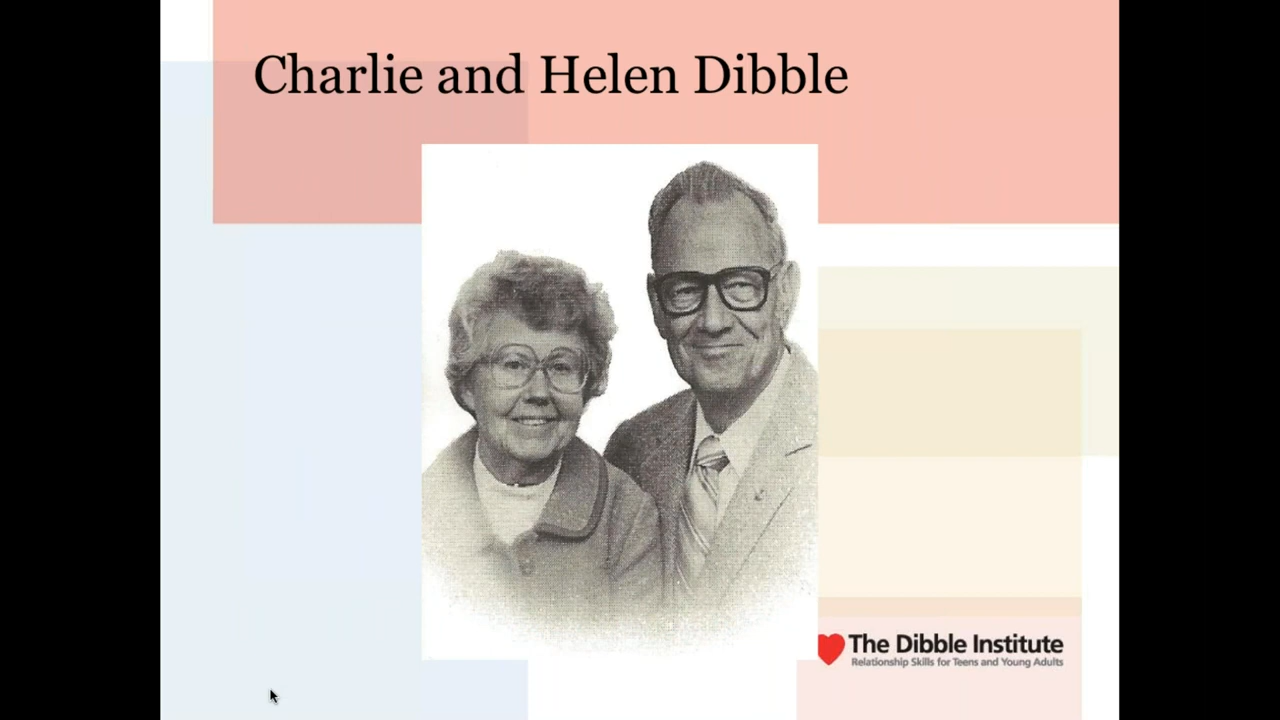 Charlie and Helen Dibble
The Dibble Institute
Relationship Skills for Teens and Young Adults